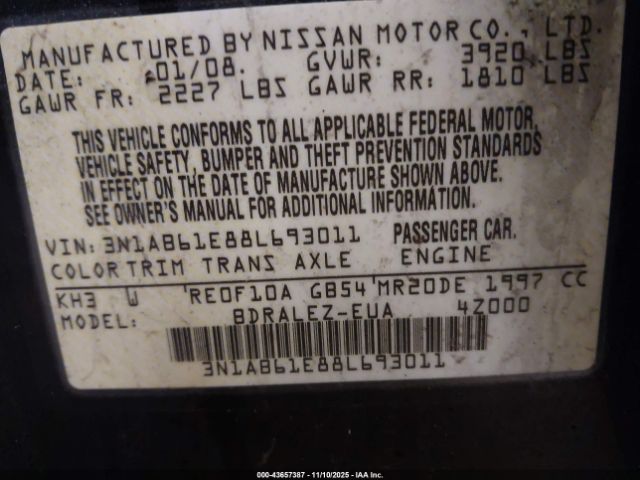 MANUFACTURED BY NISSAN MOTOR CO., LTD.
DATE: 01/08. GVWR: 3920 LBS
GAWR FR: 2227 LBS GAWR RR: 1810 LBS
THIS VEHICLE CONFORMS TO ALL APPLICABLE FEDERAL MOTOR
VEHICLE SAFETY, BUMPER AND THEFT PREVENTION STANDARDS
IN EFFECT ON THE DATE OF MANUFACTURE SHOWN ABOVE.
SEE OWNER'S MANUAL FOR ADDITIONAL INFORMATION.
VIN: 3N1AB61E88L693011 PASSENGER CAR.
COLOR TRIM TRANS AXLE ENGINE
KH3 W RE0F10A GB54 MR20DE 1997 CC
MODEL: BDRALEZ-EUA 4Z000
3N1AB61E88L693011
000-43657387 - 11/10/2025 - IAA Inc.